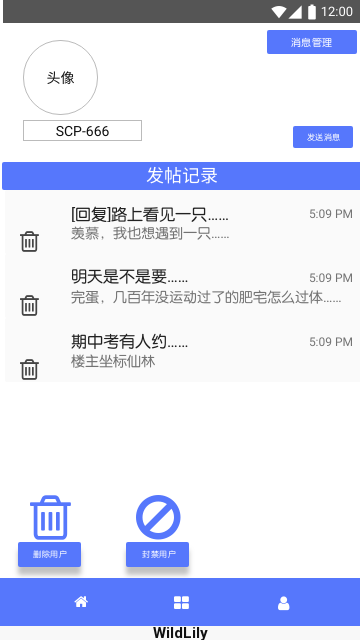 12:00
消息管理
头像
SCP-666
发送消息
发帖记录
[回复]路上看见一只……
5:09 PM
羡慕，我也想遇到一只……
明天是不是要……
5:09 PM
完蛋，几百年没运动过了的肥宅怎么过体……
期中考有人约……
5:09 PM
楼主坐标仙林
删除用户
封禁用户
WildLily